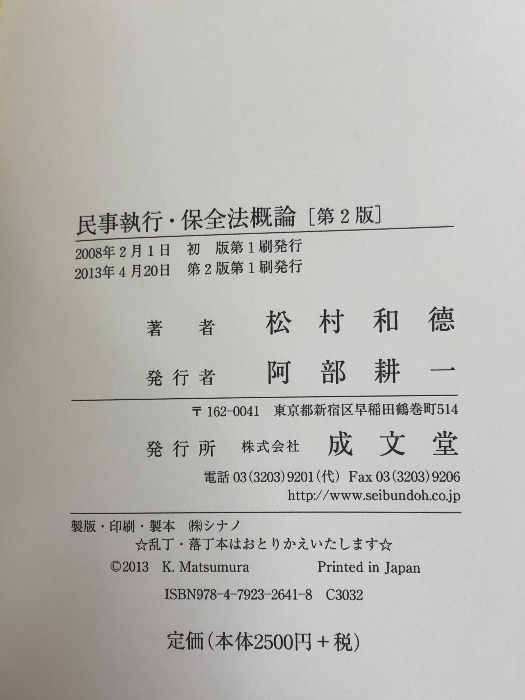 民事執行・保全法概論［第2版］
2008年2月1日　初　版第1刷発行
2013年4月20日　第2版第1刷発行
著　者　松村和德
発行者　阿部耕一
〒162-0041　東京都新宿区早稲田鶴巻町514
発行所　株式会社　成文堂
電話 03(3203)9201(代)　Fax 03(3203)9206
http://www.seibundoh.co.jp
製版・印刷・製本　㈱シナノ
☆乱丁・落丁本はおとりかえいたします☆
©2013　K. Matsumura　Printed in Japan
ISBN978-4-7923-2641-8　C3032
定価(本体2500円＋税)